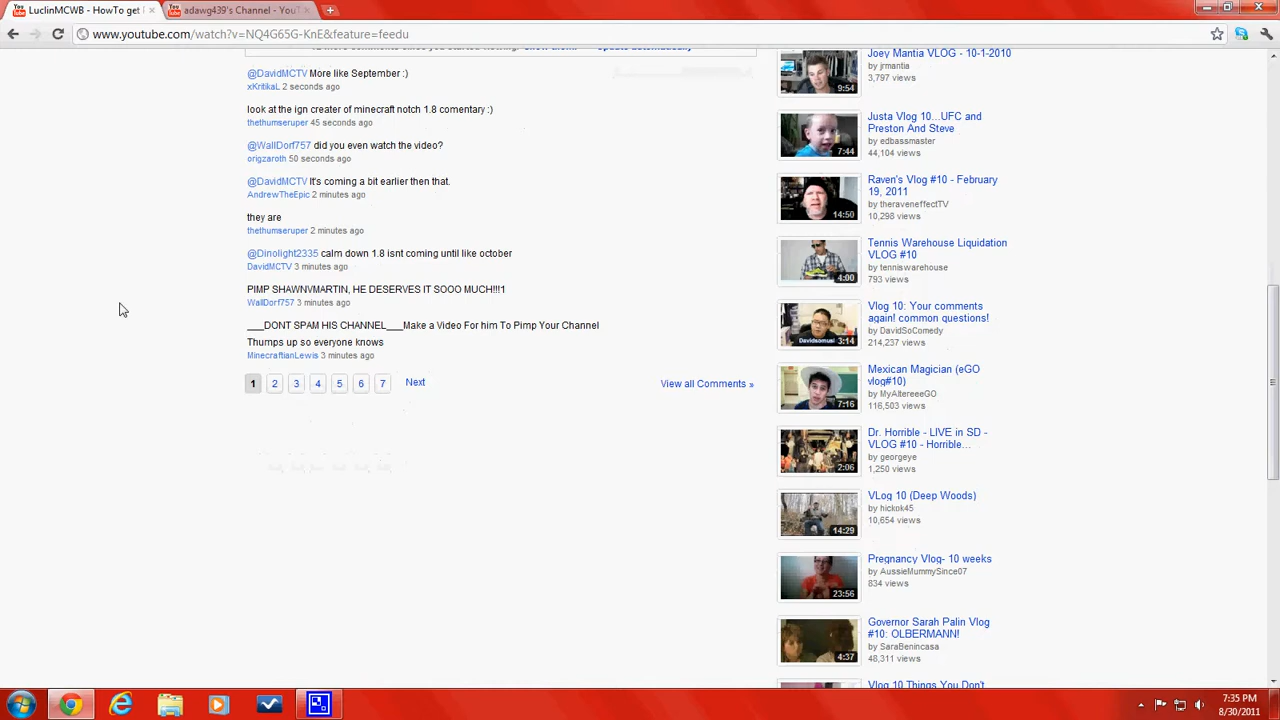 LuclinMCWB - HowTo get
adawg439's Channel - YouT
www.youtube.com/watch?v=NQ4G65G-KnE&feature=feedu
@DavidMCTV More like September :)
xKritikaL 2 seconds ago
look at the ign creater of minecraft notch 1.8 comentary :)
thethumseruper 45 seconds ago
@WallDorf757 did you even watch the video?
origzaroth 50 seconds ago
@DavidMCTV It's coming a bit earlier then that.
AndrewTheEpic 2 minutes ago
they are
thethumseruper 2 minutes ago
@Dinolight2335 calm down 1.8 isnt coming until like october
DavidMCTV 3 minutes ago
PIMP SHAWNVMARTIN, HE DESERVES IT SOOO MUCH!!!1
WallDorf757 3 minutes ago
___DONT SPAM HIS CHANNEL___Make a Video For him To Pimp Your Channel
Thumps up so everyone knows
MinecraftianLewis 3 minutes ago
1 2 3 4 5 6 7 Next
View all Comments »
Joey Mantia VLOG - 10-1-2010
by jrmantia
3,797 views
9:54
Justa Vlog 10...UFC and
Preston And Steve
by edbassmaster
44,104 views
7:44
Raven's Vlog #10 - February
19, 2011
by theraveneffectTV
10,298 views
14:50
Tennis Warehouse Liquidation
VLOG #10
by tenniswarehouse
793 views
4:00
Vlog 10: Your comments
again! common questions!
by DavidSoComedy
214,237 views
Davidsomusi 3:14
Mexican Magician (eGO
vlog#10)
by MyAltereeeGO
116,503 views
7:16
Dr. Horrible - LIVE in SD -
VLOG #10 - Horrible...
by georgeye
1,250 views
2:06
VLog 10 (Deep Woods)
by hickok45
10,654 views
14:29
Pregnancy Vlog- 10 weeks
by AussieMummySince07
834 views
23:56
Governor Sarah Palin Vlog
#10: OLBERMANN!
by SaraBenincasa
48,311 views
4:37
Vlog 10 Things You Don't
7:35 PM
8/30/2011